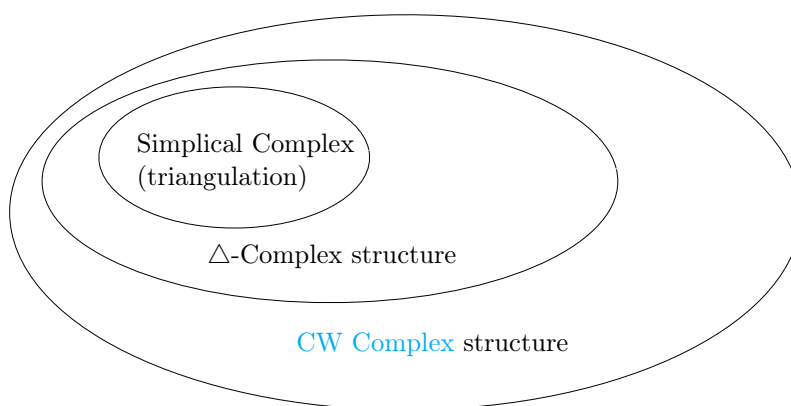 Simplical Complex
(triangulation)
△-Complex structure
CW Complex structure